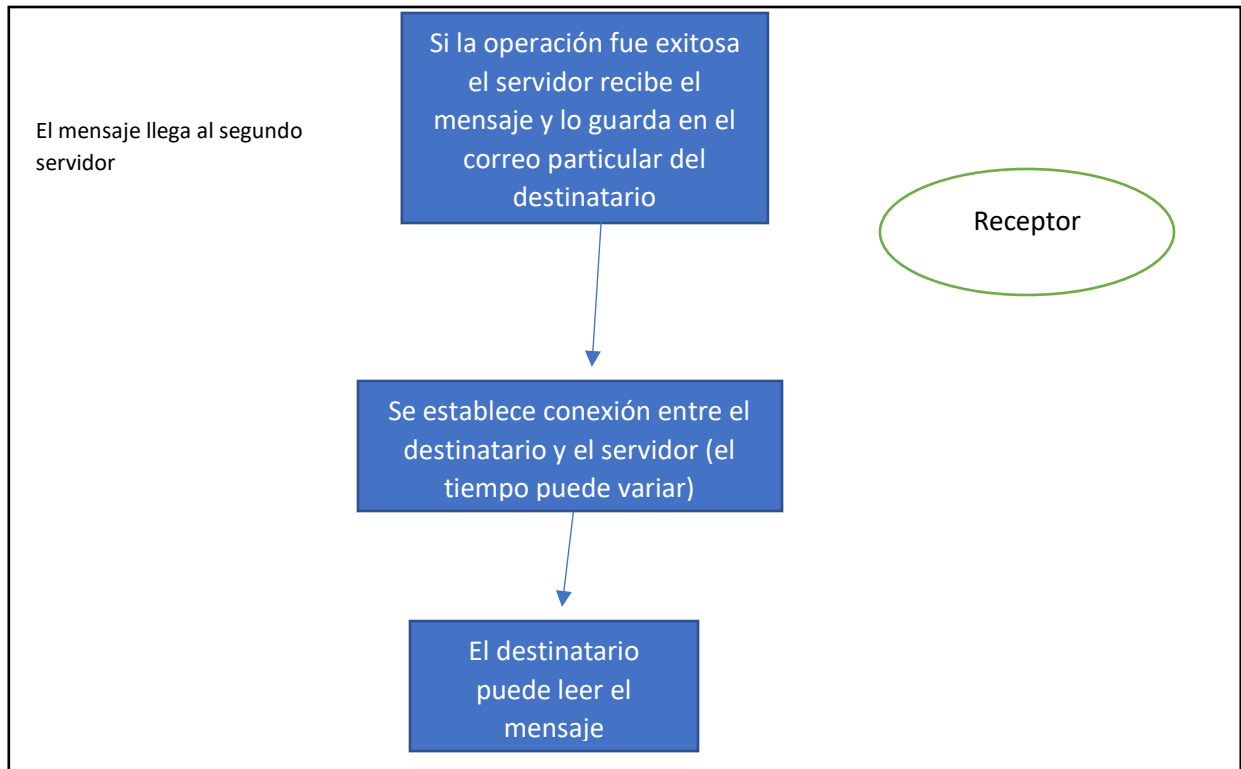 Si la operación fue exitosa
el servidor recibe el
mensaje y lo guarda en el
correo particular del
destinatario
El mensaje llega al segundo
servidor
Receptor
Se establece conexión entre el
destinatario y el servidor (el
tiempo puede variar)
El destinatario
puede leer el
mensaje